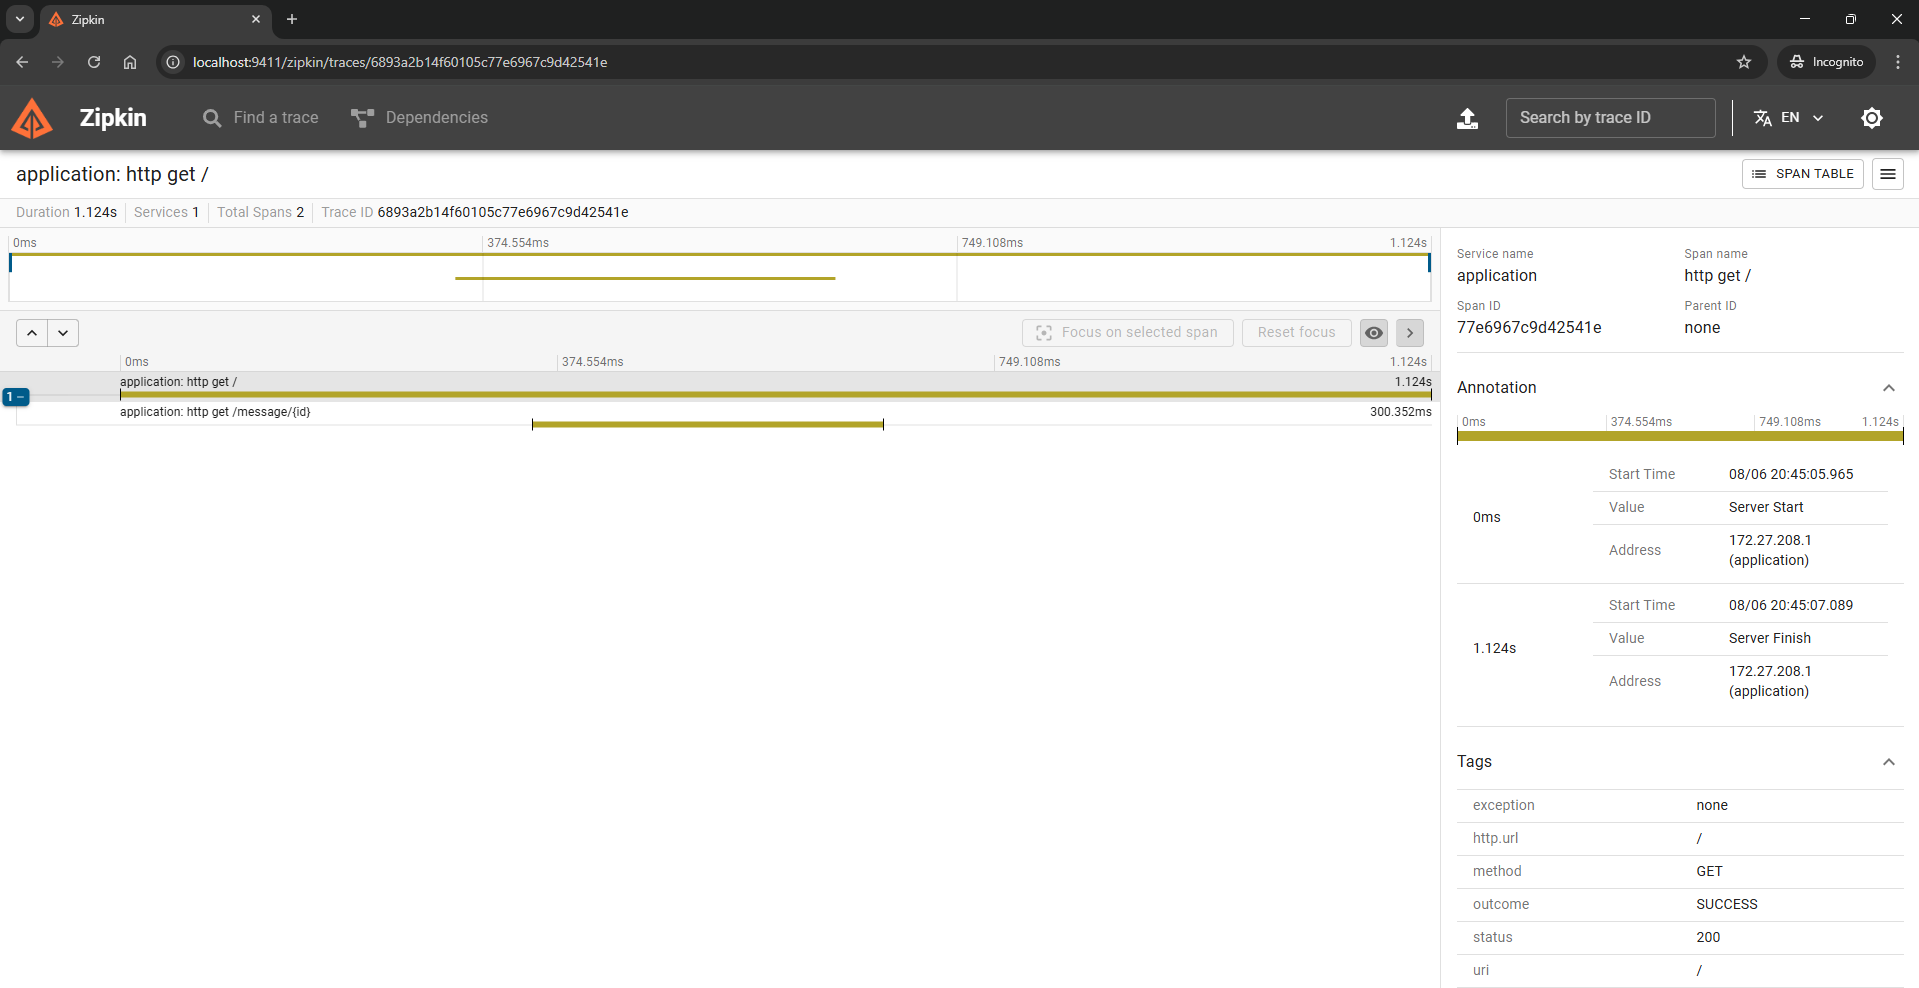 Zipkin
localhost:9411/zipkin/traces/6893a2b14f60105c77e6967c9d42541e
Incognito
Zipkin
Find a trace
Dependencies
Search by trace ID
EN
application: http get /
SPAN TABLE
Duration 1.124s
Services 1
Total Spans 2
Trace ID 6893a2b14f60105c77e6967c9d42541e
0ms 374.554ms 749.108ms 1.124s
Focus on selected span
Reset focus
0ms 374.554ms 749.108ms 1.124s
application: http get / 1.124s
1 –
application: http get /message/{id} 300.352ms
Service name Span name
application http get /
Span ID Parent ID
77e6967c9d42541e none
Annotation
0ms 374.554ms 749.108ms 1.124s
0ms
Start Time 08/06 20:45:05.965
Value Server Start
Address 172.27.208.1
(application)
1.124s
Start Time 08/06 20:45:07.089
Value Server Finish
Address 172.27.208.1
(application)
Tags
exception none
http.url /
method GET
outcome SUCCESS
status 200
uri /